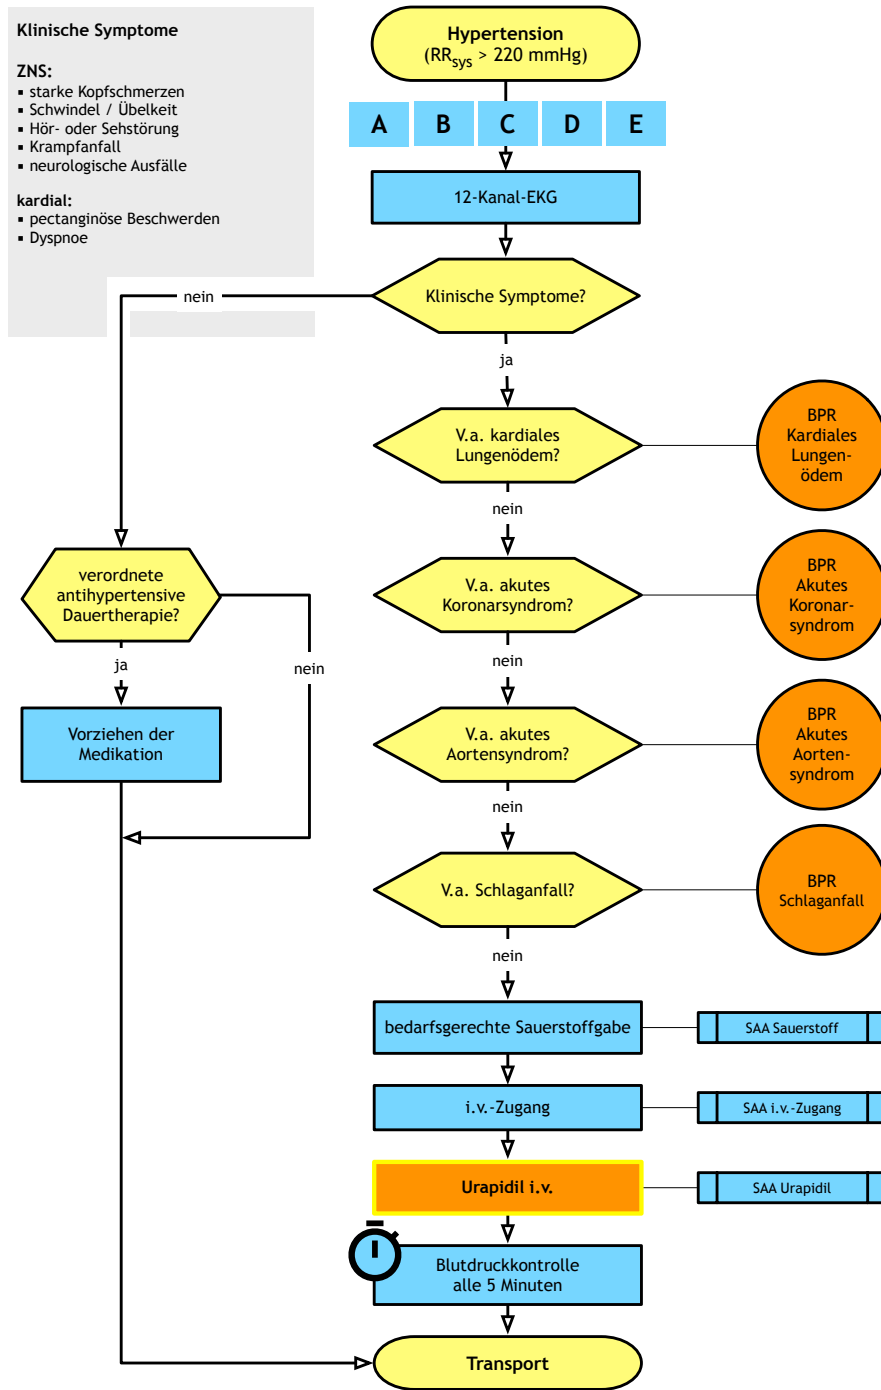 Klinische Symptome
ZNS:
▪ starke Kopfschmerzen
▪ Schwindel / Übelkeit
▪ Hör- oder Sehstörung
▪ Krampfanfall
▪ neurologische Ausfälle
kardial:
▪ pectanginöse Beschwerden
▪ Dyspnoe
Hypertension
(RRsys > 220 mmHg)
A B C D E
12-Kanal-EKG
Klinische Symptome?
nein
ja
V.a. kardiales
Lungenödem?
BPR
Kardiales
Lungen-
ödem
nein
verordnete
antihypertensive
Dauertherapie?
V.a. akutes
Koronarsyndrom?
BPR
Akutes
Koronar-
syndrom
ja
nein
nein
Vorziehen der
Medikation
V.a. akutes
Aortensyndrom?
BPR
Akutes
Aorten-
syndrom
nein
V.a. Schlaganfall?
BPR
Schlaganfall
nein
bedarfsgerechte Sauerstoffgabe
SAA Sauerstoff
i.v.-Zugang
SAA i.v.-Zugang
Urapidil i.v.
SAA Urapidil
Blutdruckkontrolle
alle 5 Minuten
Transport